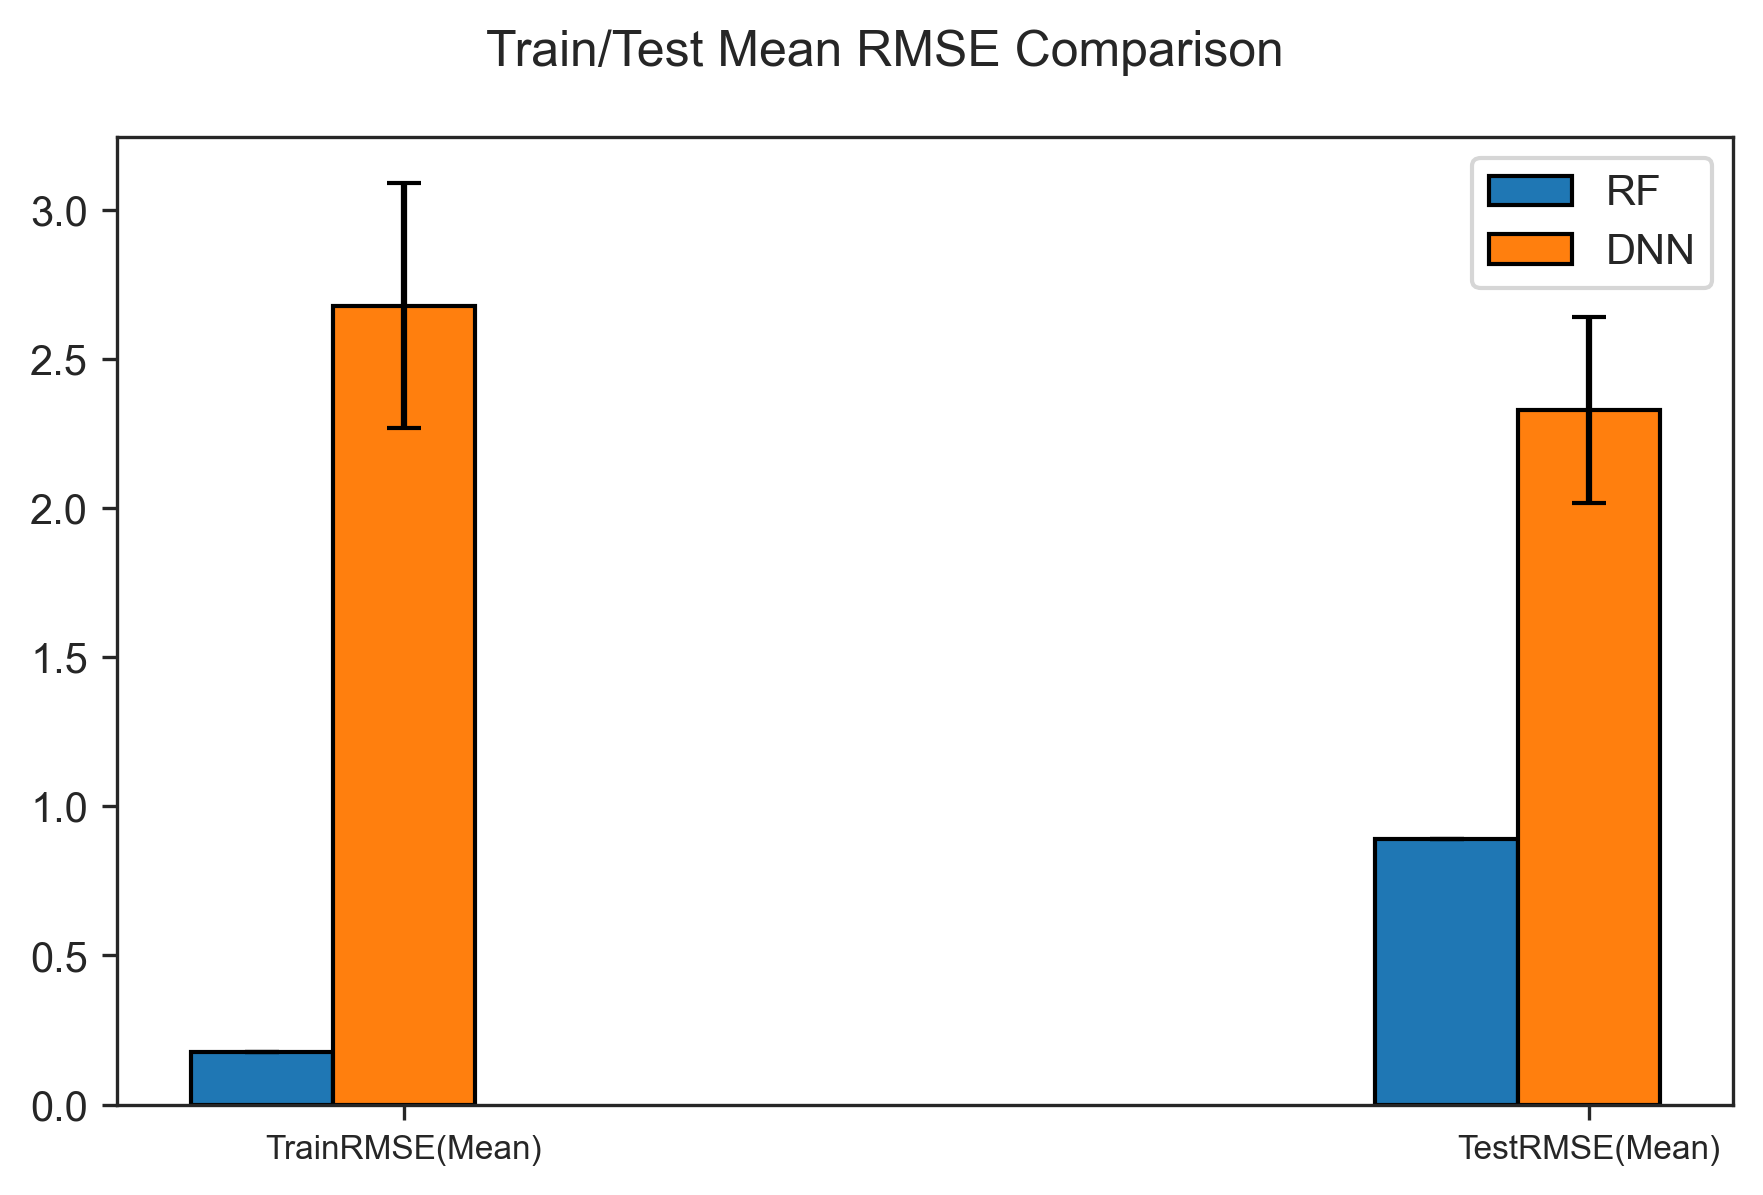 Train/Test Mean RMSE Comparison
RF
DNN
3.0
2.5
2.0
1.5
1.0
0.5
0.0
TrainRMSE(Mean)
TestRMSE(Mean)